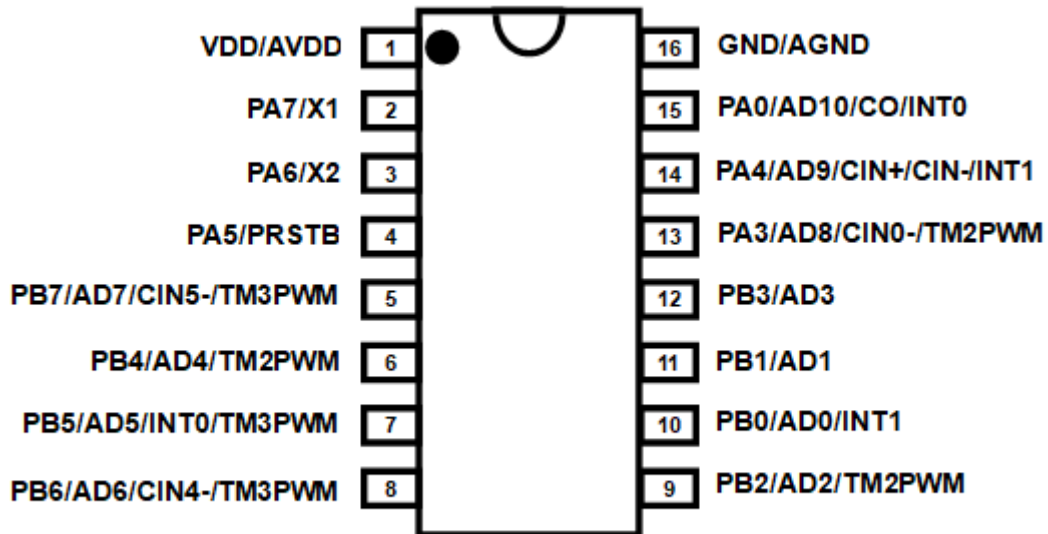 VDD/AVDD 1 16 GND/AGND
PA7/X1 2 15 PA0/AD10/CO/INT0
PA6/X2 3 14 PA4/AD9/CIN+/CIN-/INT1
PA5/PRSTB 4 13 PA3/AD8/CIN0-/TM2PWM
PB7/AD7/CIN5-/TM3PWM 5 12 PB3/AD3
PB4/AD4/TM2PWM 6 11 PB1/AD1
PB5/AD5/INT0/TM3PWM 7 10 PB0/AD0/INT1
PB6/AD6/CIN4-/TM3PWM 8 9 PB2/AD2/TM2PWM